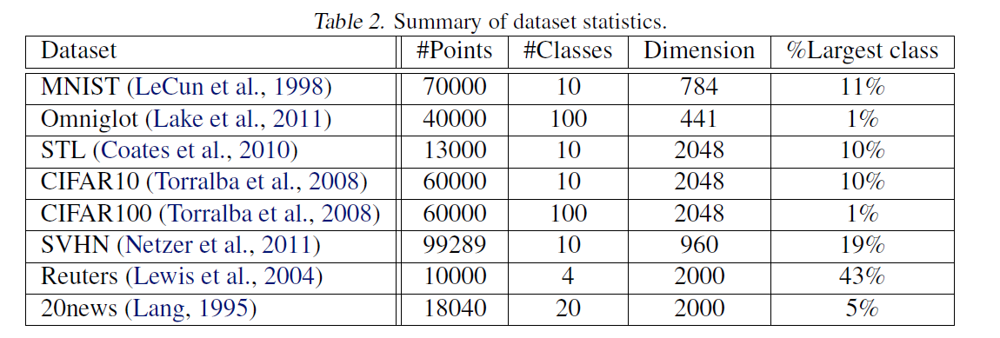 Table 2. Summary of dataset statistics.
Dataset #Points #Classes Dimension %Largest class
MNIST (LeCun et al., 1998) 70000 10 784 11%
Omniglot (Lake et al., 2011) 40000 100 441 1%
STL (Coates et al., 2010) 13000 10 2048 10%
CIFAR10 (Torralba et al., 2008) 60000 10 2048 10%
CIFAR100 (Torralba et al., 2008) 60000 100 2048 1%
SVHN (Netzer et al., 2011) 99289 10 960 19%
Reuters (Lewis et al., 2004) 10000 4 2000 43%
20news (Lang, 1995) 18040 20 2000 5%